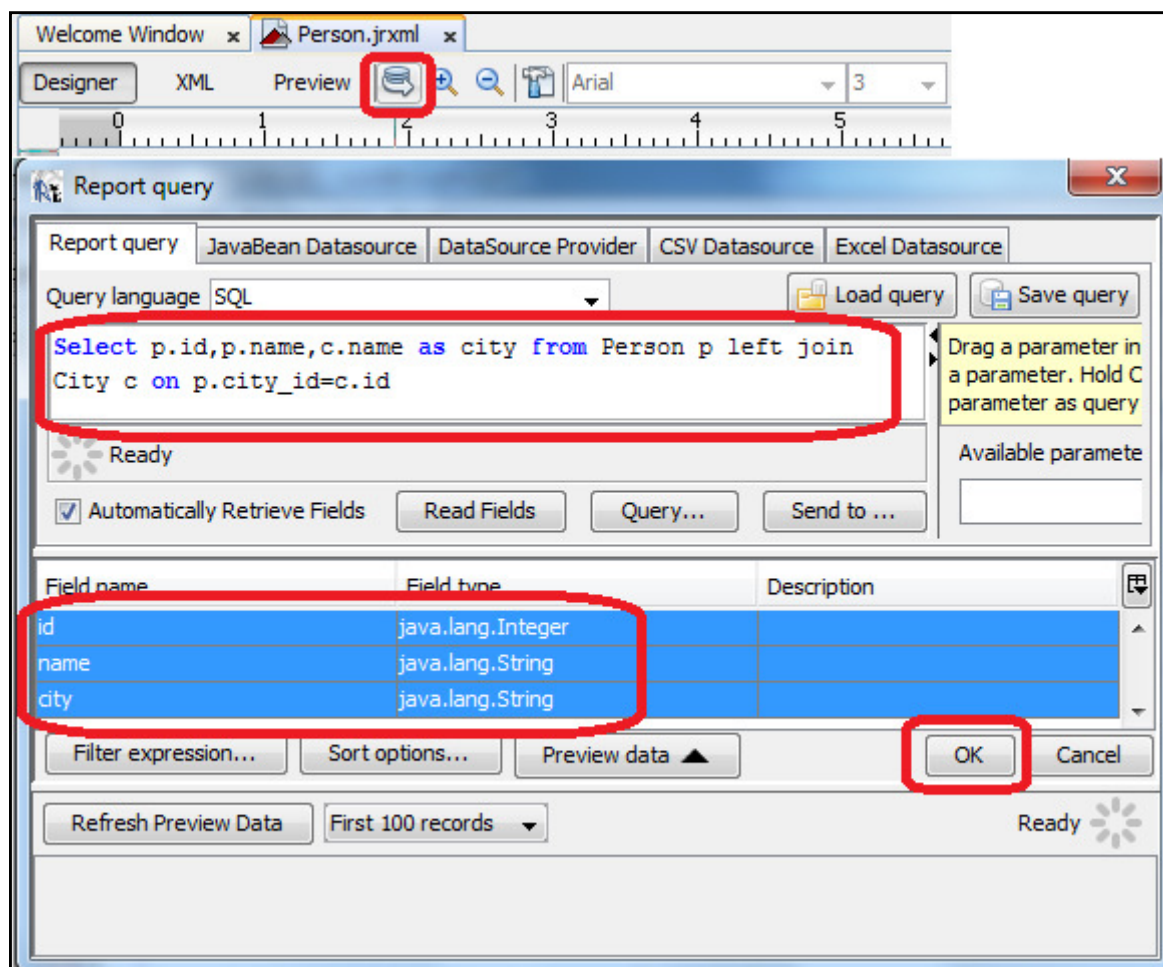 Welcome Window x Person.jrxml x
Designer XML Preview Arial 3
0 1 2 3 4 5
Report query
Report query JavaBean Datasource DataSource Provider CSV Datasource Excel Datasource
Query language SQL Load query Save query
Select p.id,p.name,c.name as city from Person p left join
City c on p.city_id=c.id
Drag a parameter in
a parameter. Hold C
parameter as query
Ready
Available paramete
Automatically Retrieve Fields Read Fields Query... Send to ...
Field name Field type Description
id java.lang.Integer
name java.lang.String
city java.lang.String
Filter expression... Sort options... Preview data OK Cancel
Refresh Preview Data First 100 records Ready